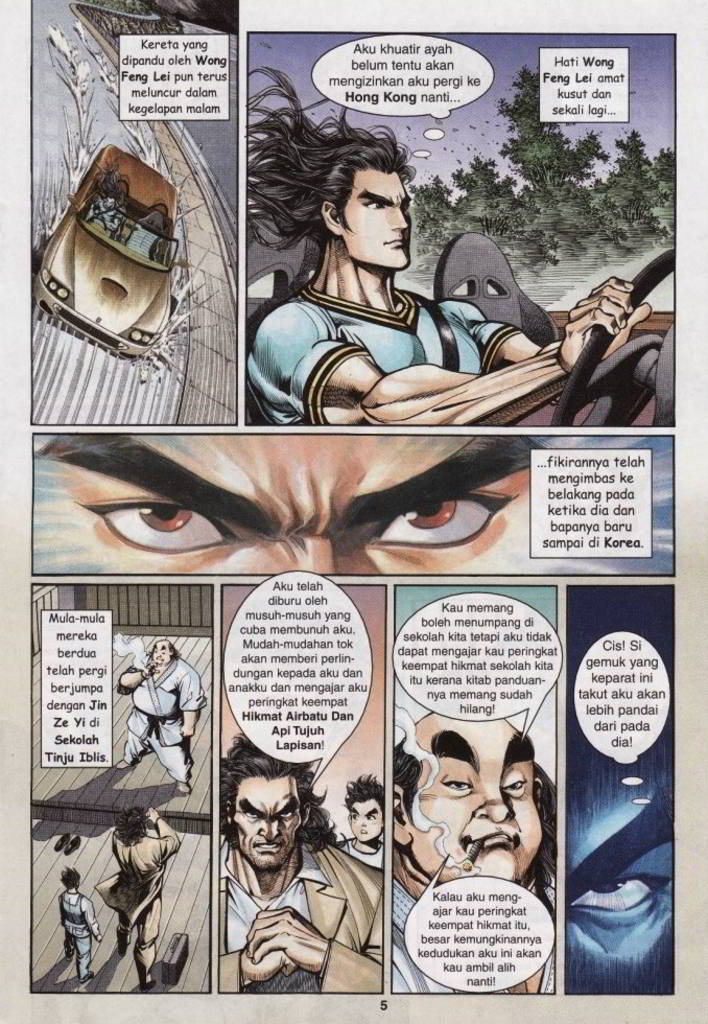 Kereta yang
dipandu oleh Wong
Feng Lei pun terus
meluncur dalam
kegelapan malam
Aku khuatir ayah
belum tentu akan
mengizinkan aku pergi ke
Hong Kong nanti...
Hati Wong
Feng Lei amat
kusut dan
sekali lagi...
...fikirannya telah
mengimbas ke
belakang pada
ketika dia dan
bapanya baru
sampai di Korea.
Mula-mula
mereka
berdua
telah pergi
berjumpa
dengan Jin
Ze Yi di
Sekolah
Tinju Iblis.
Aku telah
diburu oleh
musuh-musuh yang
cuba membunuh aku.
Mudah-mudahan tok
akan memberi perlin-
dungan kepada aku dan
anakku dan mengajar aku
peringkat keempat
Hikmat Airbatu Dan
Api Tujuh
Lapisan!
Kau memang
boleh menumpang di
sekolah kita tetapi aku tidak
dapat mengajar kau peringkat
keempat hikmat sekolah kita
itu kerana kitab panduan-
nya memang sudah
hilang!
Kalau aku meng-
ajar kau peringkat
keempat hikmat itu,
besar kemungkinannya
kedudukan aku ini akan
kau ambil alih
nanti!
Cis! Si
gemuk yang
keparat ini
takut aku akan
lebih pandai
dari pada
dia!
5